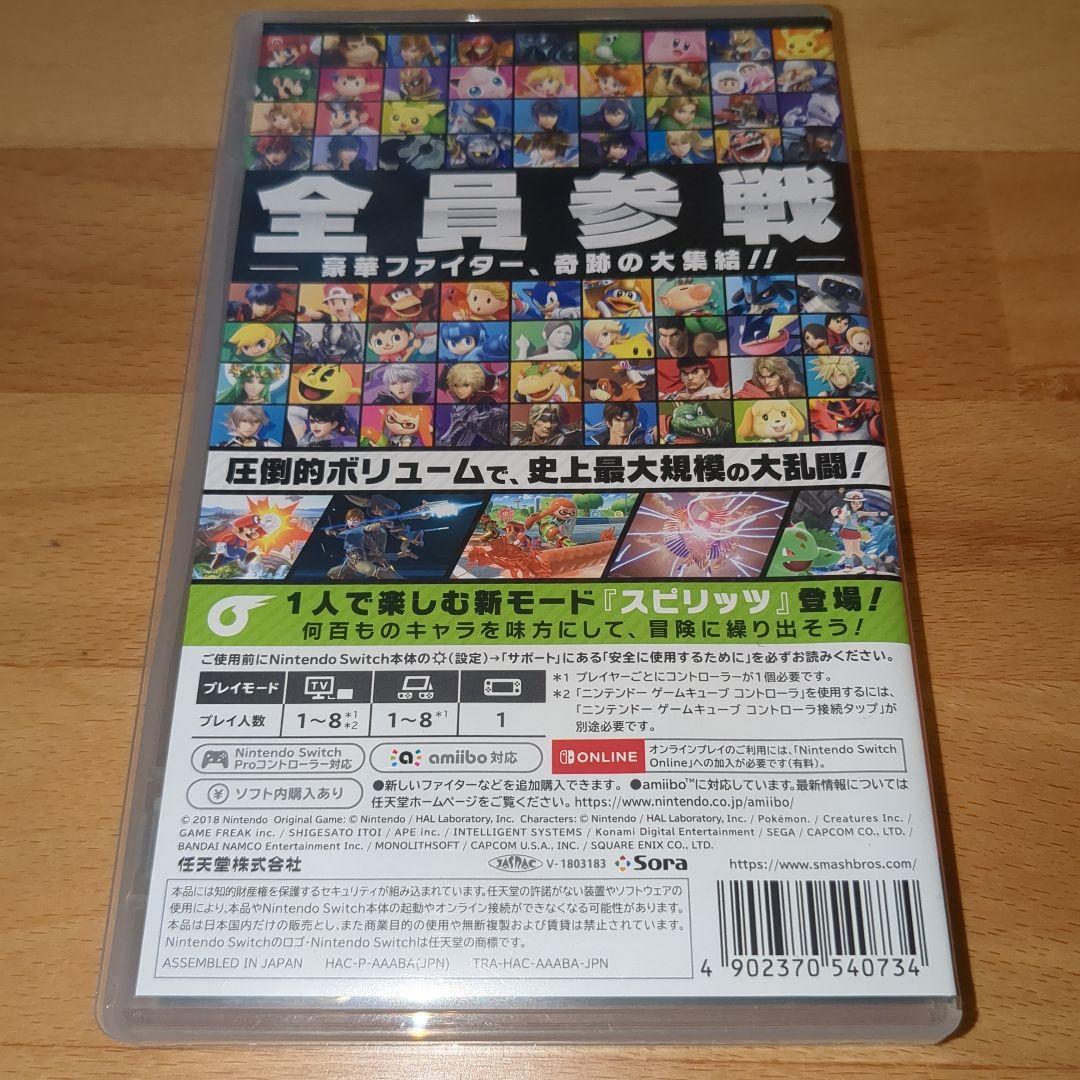 全員参戦
豪華ファイター、奇跡の大集結!!
圧倒的ボリュームで、史上最大規模の大乱闘!
1人で楽しむ新モード『スピリッツ』登場!
何百ものキャラを味方にして、冒険に繰り出そう!
ご使用前にNintendo Switch本体の(設定)→「サポート」にある「安全に使用するために」を必ずお読みください。
プレイモード TV
プレイ人数 1〜8 *1 *2 1〜8 *1 1
*1 プレイヤーごとにコントローラーが1個必要です。
*2 「ニンテンドー ゲームキューブ コントローラ」を使用するには、
「ニンテンドー ゲームキューブ コントローラ接続タップ」が
別途必要です。
Nintendo Switch
Proコントローラー対応
amiibo 対応
ONLINE
オンラインプレイのご利用には、「Nintendo Switch
Online」への加入が必要です(有料)。
¥ ソフト内購入あり
●新しいファイターなどを追加購入できます。 ●amiibo™に対応しています。最新情報については
任天堂ホームページをご覧ください。https://www.nintendo.co.jp/amiibo/
© 2018 Nintendo Original Game: © Nintendo / HAL Laboratory, Inc. Characters: © Nintendo / HAL Laboratory, Inc. / Pokémon. / Creatures Inc. /
GAME FREAK inc. / SHIGESATO ITOI / APE inc. / INTELLIGENT SYSTEMS / Konami Digital Entertainment / SEGA / CAPCOM CO., LTD. /
BANDAI NAMCO Entertainment Inc. / MONOLITHSOFT / CAPCOM U.S.A., INC. / SQUARE ENIX CO., LTD.
任天堂株式会社
JASRAC V-1803183 Sora https://www.smashbros.com/
本品には知的財産権を保護するセキュリティが組み込まれています。任天堂の許諾がない装置やソフトウェアの
使用により、本品やNintendo Switch本体の起動やオンライン接続ができなくなる可能性があります。
本品は日本国内だけの販売とし、また商業目的の使用や無断複製および賃貸は禁止されています。
Nintendo Switchのロゴ・Nintendo Switchは任天堂の商標です。
ASSEMBLED IN JAPAN HAC-P-AAABA(JPN) TRA-HAC-AAABA-JPN
4 902370 540734